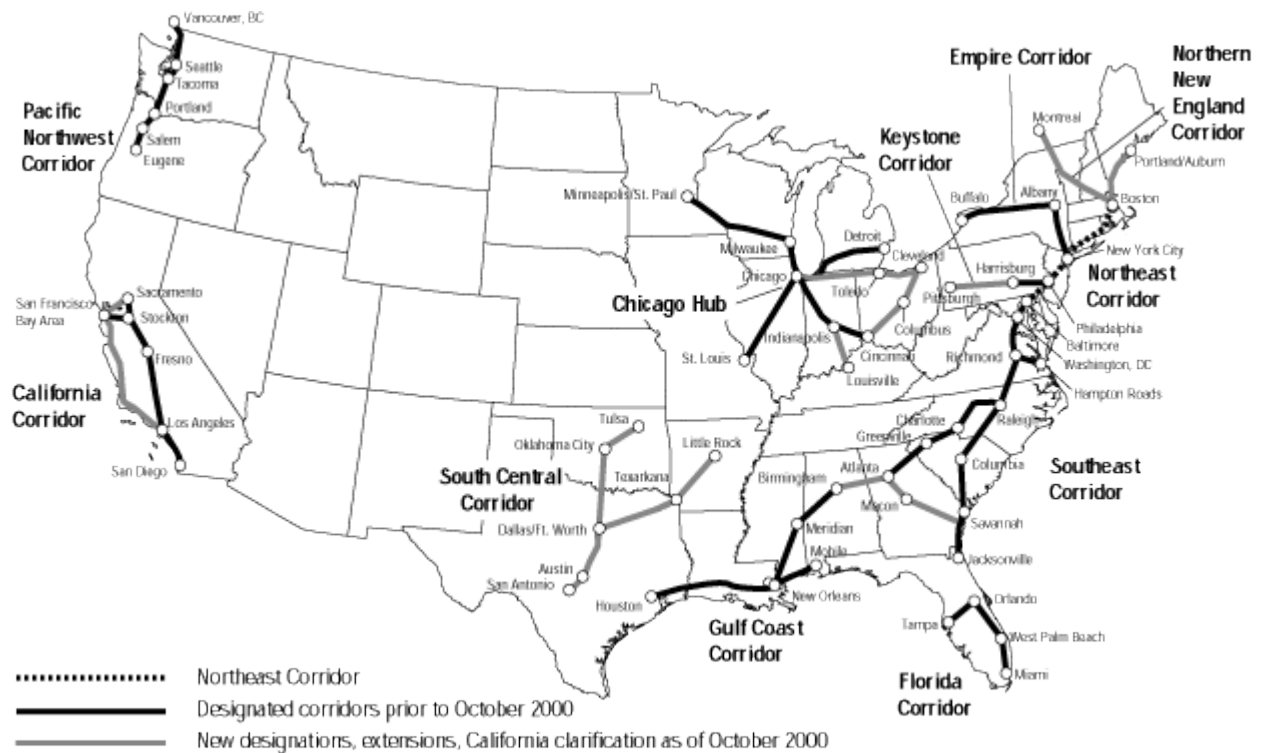 Vancouver, BC
Seattle
Tacoma
Portland
Salem
Eugene
Pacific
Northwest
Corridor
Empire Corridor
Northern
New
England
Corridor
Montreal
Portland/Auburn
Keystone
Corridor
Buffalo
Albany
Boston
New York City
Northeast
Corridor
Minneapolis/St. Paul
Milwaukee
Detroit
Cleveland
Chicago
Toledo
Harrisburg
Pittsburgh
Philadelphia
Baltimore
Washington, DC
Hampton Roads
Chicago Hub
Indianapolis
Columbus
Cincinnati
St. Louis
Louisville
Richmond
San Francisco
Bay Area
Sacramento
Stockton
Fresno
California
Corridor
Los Angeles
San Diego
Tulsa
Oklahoma City
Little Rock
South Central
Corridor
Texarkana
Dallas/Ft. Worth
Austin
San Antonio
Houston
Charlotte
Raleigh
Greenville
Columbia
Southeast
Corridor
Birmingham
Atlanta
Macon
Savannah
Meridian
Mobile
Jacksonville
New Orleans
Gulf Coast
Corridor
Orlando
Tampa
West Palm Beach
Miami
Florida
Corridor
Northeast Corridor
Designated corridors prior to October 2000
New designations, extensions, California clarification as of October 2000